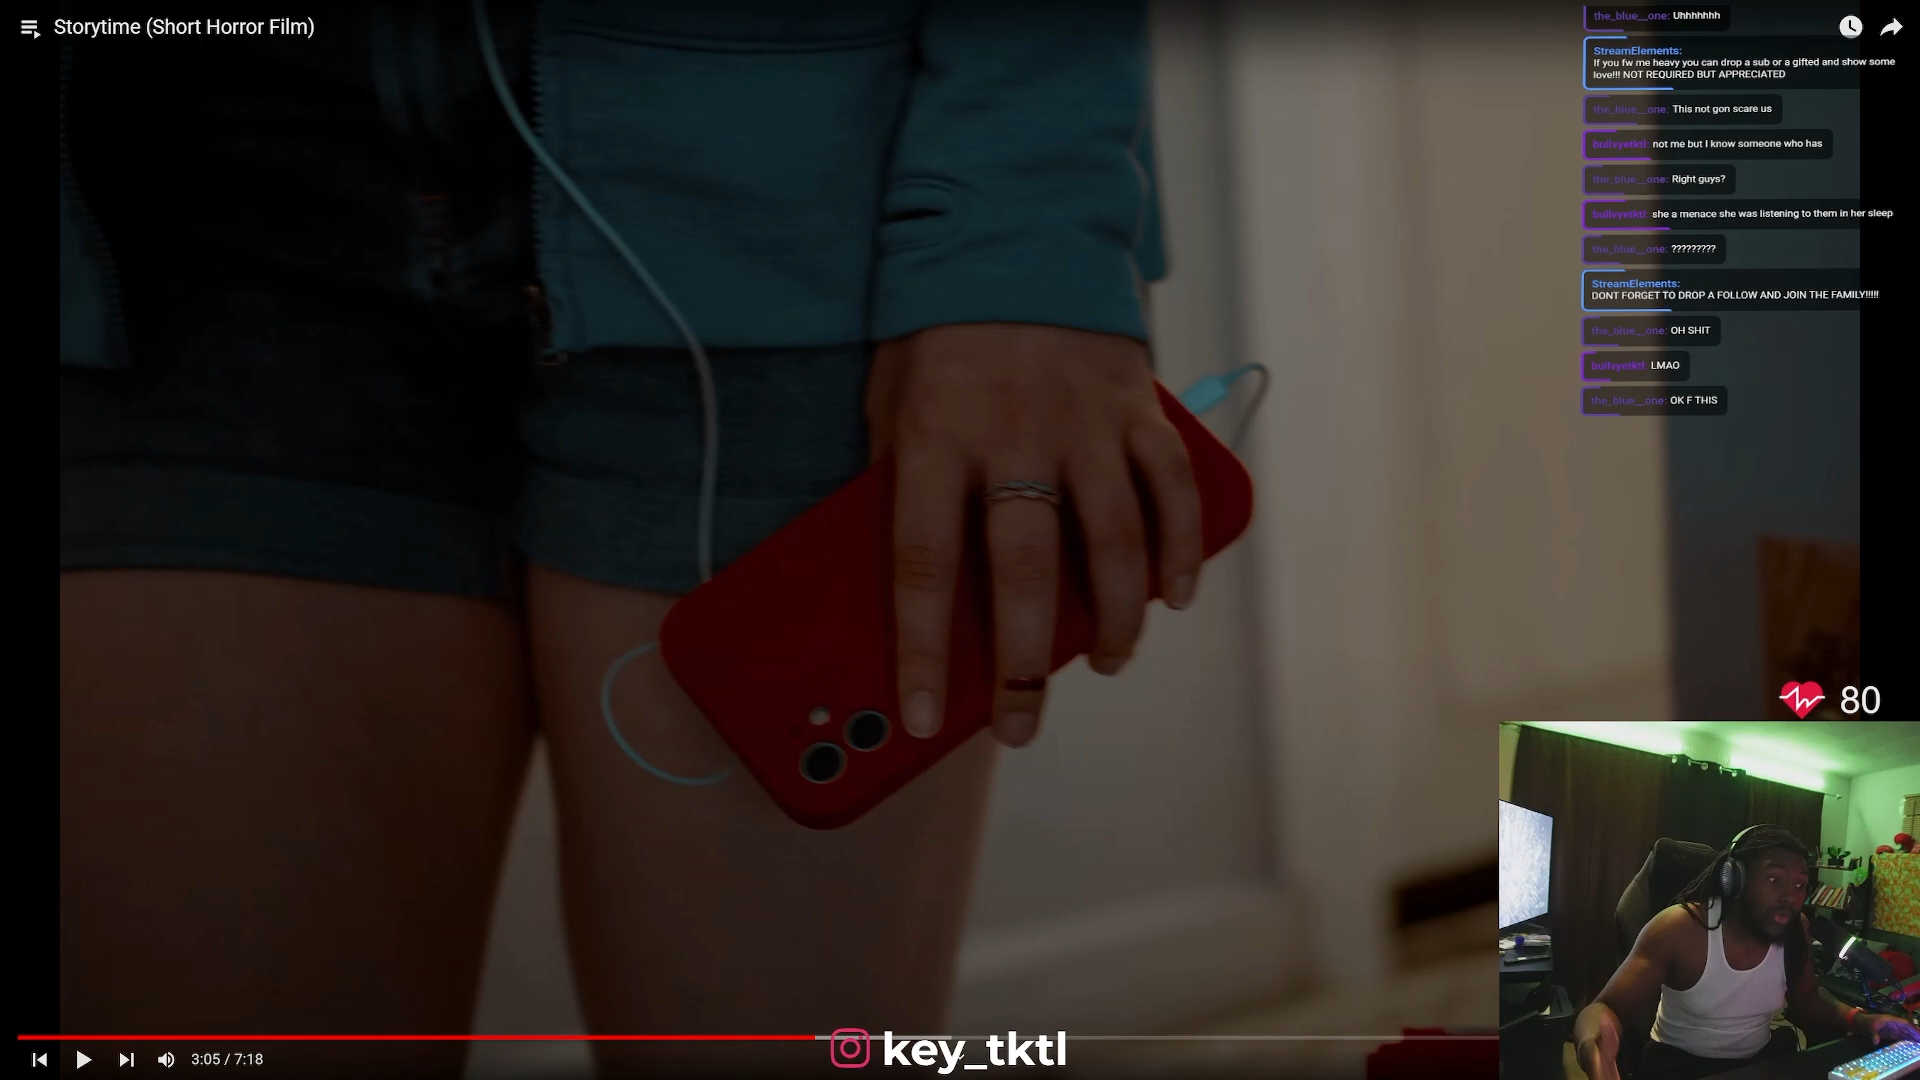 Storytime (Short Horror Film)
the_blue__one: Uhhhhhhh
StreamElements:
If you fw me heavy you can drop a sub or a gifted and show some
love!!! NOT REQUIRED BUT APPRECIATED
the_blue__one: This not gon scare us
bullvyetktl: not me but I know someone who has
the_blue__one: Right guys?
bullvyetktl: she a menace she was listening to them in her sleep
the_blue__one: ?????????
StreamElements:
DONT FORGET TO DROP A FOLLOW AND JOIN THE FAMILY!!!!!
the_blue__one: OH SHIT
bullvyetktl: LMAO
the_blue__one: OK F THIS
80
3:05 / 7:18
key_tktl